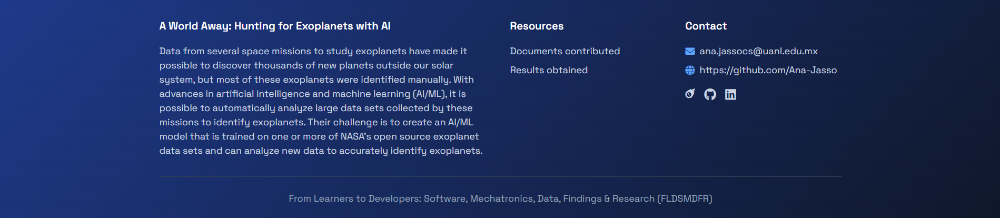 A World Away: Hunting for Exoplanets with AI
Data from several space missions to study exoplanets have made it
possible to discover thousands of new planets outside our solar
system, but most of these exoplanets were identified manually. With
advances in artificial intelligence and machine learning (AI/ML), it is
possible to automatically analyze large data sets collected by these
missions to identify exoplanets. Their challenge is to create an AI/ML
model that is trained on one or more of NASA's open source exoplanet
data sets and can analyze new data to accurately identify exoplanets.
Resources
Documents contributed
Results obtained
Contact
ana.jassocs@uanl.edu.mx
https://github.com/Ana-Jasso
in
From Learners to Developers: Software, Mechatronics, Data, Findings & Research (FLDSMDFR)